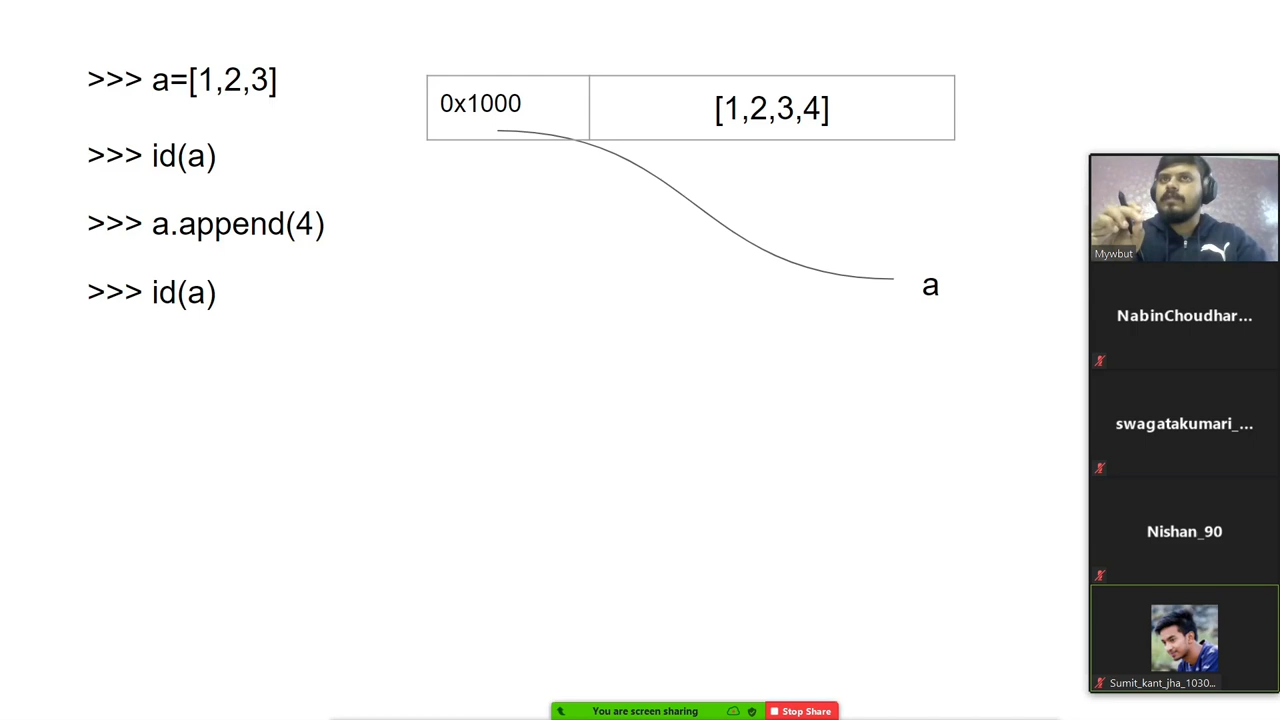 >>> a=[1,2,3]
0x1000
[1,2,3,4]
>>> id(a)
>>> a.append(4)
>>> id(a)
a
Mywbut
NabinChoudhar...
swagatakumari_...
Nishan_90
Sumit_kant_jha_1030...
You are screen sharing
Stop Share